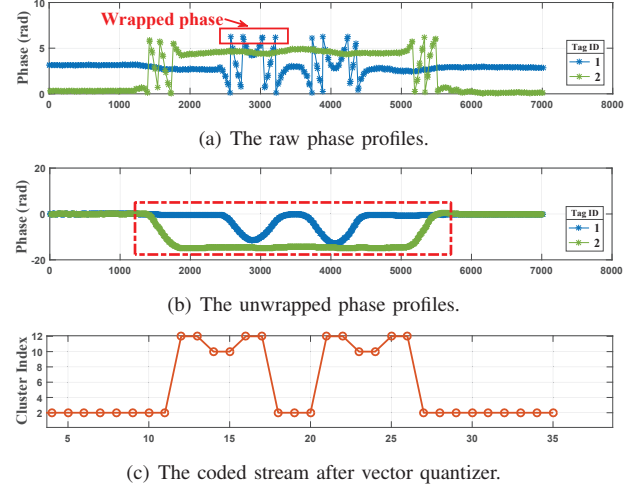 Wrapped phase
Phase (rad)
10
5
0
0 1000 2000 3000 4000 5000 6000 7000 8000
Tag ID
1
2
(a) The raw phase profiles.
Phase (rad)
20
0
-20
0 1000 2000 3000 4000 5000 6000 7000 8000
Tag ID
1
2
(b) The unwrapped phase profiles.
Cluster Index
12
10
8
6
4
2
5 10 15 20 25 30 35
(c) The coded stream after vector quantizer.